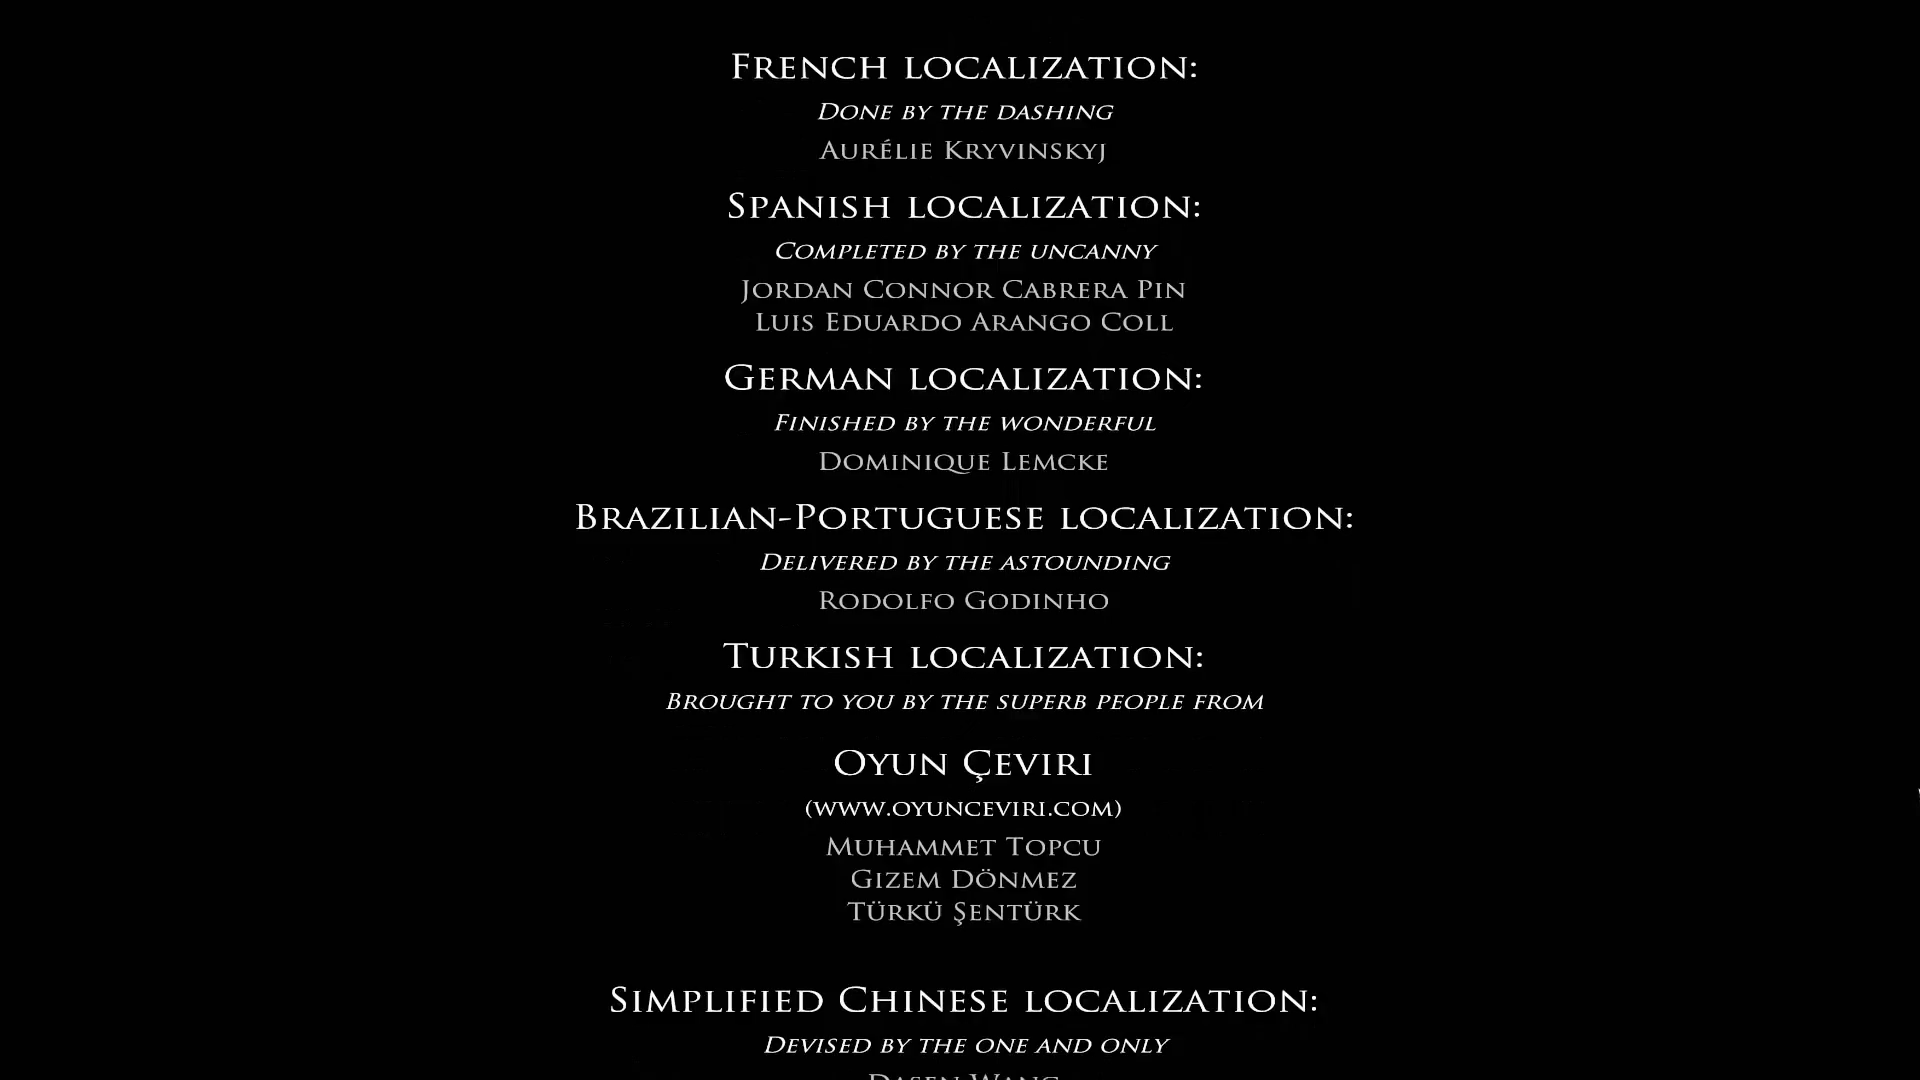 French localization:
Done by the dashing
Aurélie Kryvinskyj
Spanish localization:
Completed by the uncanny
Jordan Connor Cabrera Pin
Luis Eduardo Arango Coll
German localization:
Finished by the wonderful
Dominique Lemcke
Brazilian-Portuguese localization:
Delivered by the astounding
Rodolfo Godinho
Turkish localization:
Brought to you by the superb people from
Oyun Çeviri
(www.oyunceviri.com)
Muhammet Topcu
Gizem Dönmez
Türkü Şentürk
Simplified Chinese localization:
Devised by the one and only
Dasen Wang